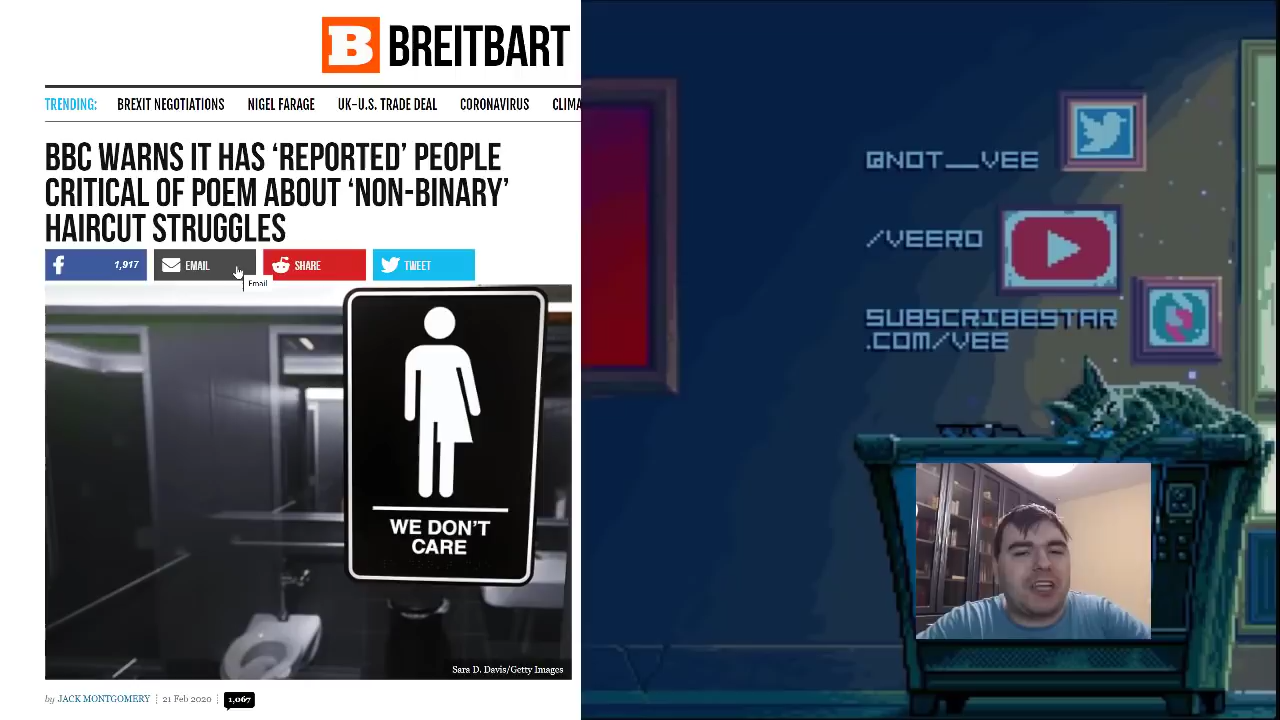 B BREITBART
TRENDING: BREXIT NEGOTIATIONS NIGEL FARAGE UK–U.S. TRADE DEAL CORONAVIRUS CLIMA
BBC WARNS IT HAS ‘REPORTED’ PEOPLE
CRITICAL OF POEM ABOUT ‘NON-BINARY’
HAIRCUT STRUGGLES
f 1,917 EMAIL SHARE TWEET
Email
WE DON'T
CARE
Sara D. Davis/Getty Images
by JACK MONTGOMERY 21 Feb 2020 1,067
@NOT__VEE
/VEERO
SUBSCRIBESTAR
.COM/VEE